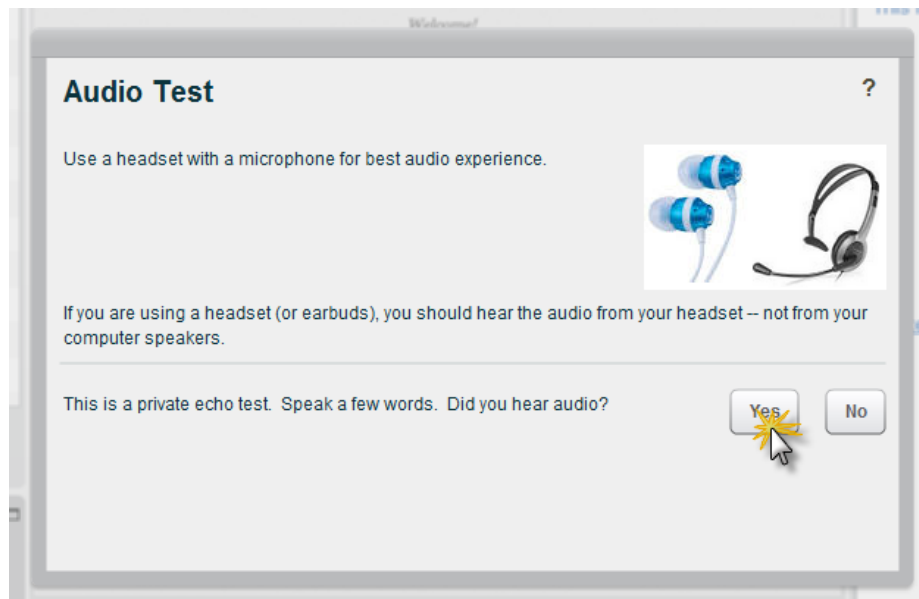 Welcome!
Audio Test
?
Use a headset with a microphone for best audio experience.
If you are using a headset (or earbuds), you should hear the audio from your headset -- not from your
computer speakers.
This is a private echo test.  Speak a few words.  Did you hear audio?
Yes
No